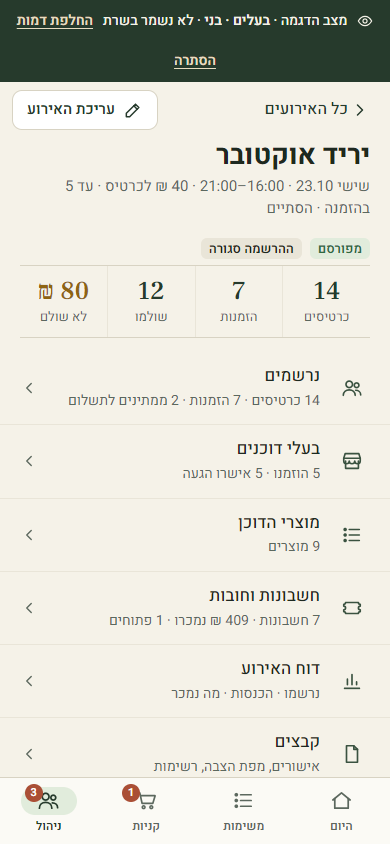 מצב הדגמה · בעלים · בני · לא נשמר בשרת החלפת דמות
הסתרה
כל האירועים
עריכת האירוע
יריד אוקטובר
שישי 23.10 · 16:00–21:00 · 40 ₪ לכרטיס · עד 5
בהזמנה · הסתיים
מפורסם ההרשמה סגורה
14 7 12 80 ₪
כרטיסים הזמנות שולמו לא שולם
נרשמים
14 כרטיסים · 7 הזמנות · 2 ממתינים לתשלום
בעלי דוכנים
5 הוזמנו · 5 אישרו הגעה
מוצרי הדוכן
9 מוצרים
חשבונות וחובות
7 חשבונות · 409 ₪ נמכרו · 1 פתוחים
דוח האירוע
נרשמו · הכנסות · מה נמכר
קבצים
אישורים, מפת הצבה, רשימות
1 3
היום משימות קניות ניהול